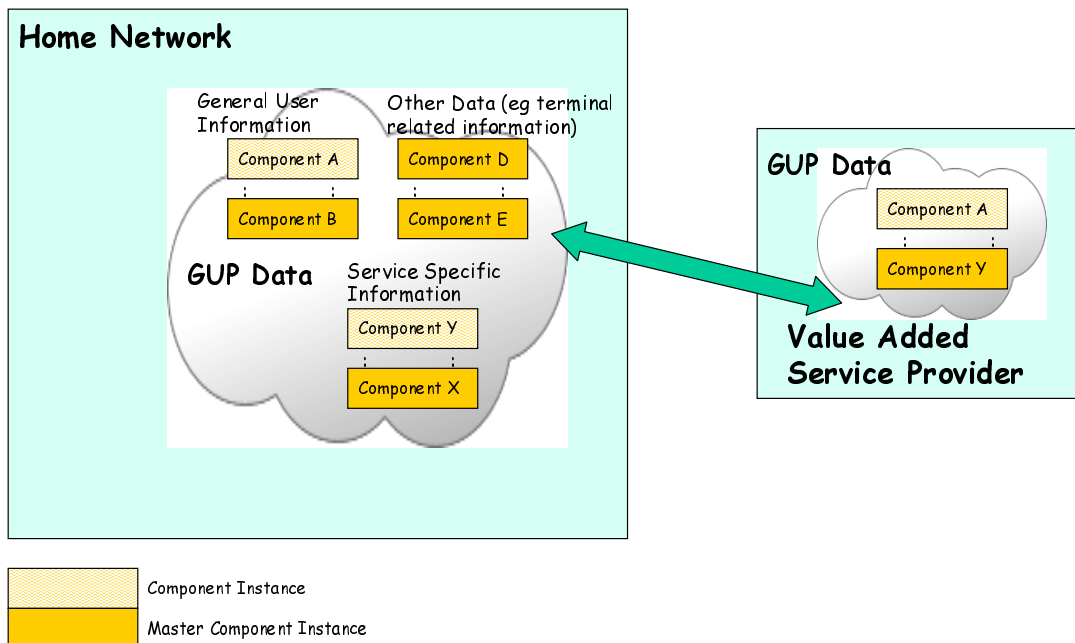 Home Network
General User
Information
Component A
Component B
Other Data (eg terminal
related information)
Component D
Component E
GUP Data
Service Specific
Information
Component Y
Component X
GUP Data
Component A
Component Y
Value Added
Service Provider
Component Instance
Master Component Instance